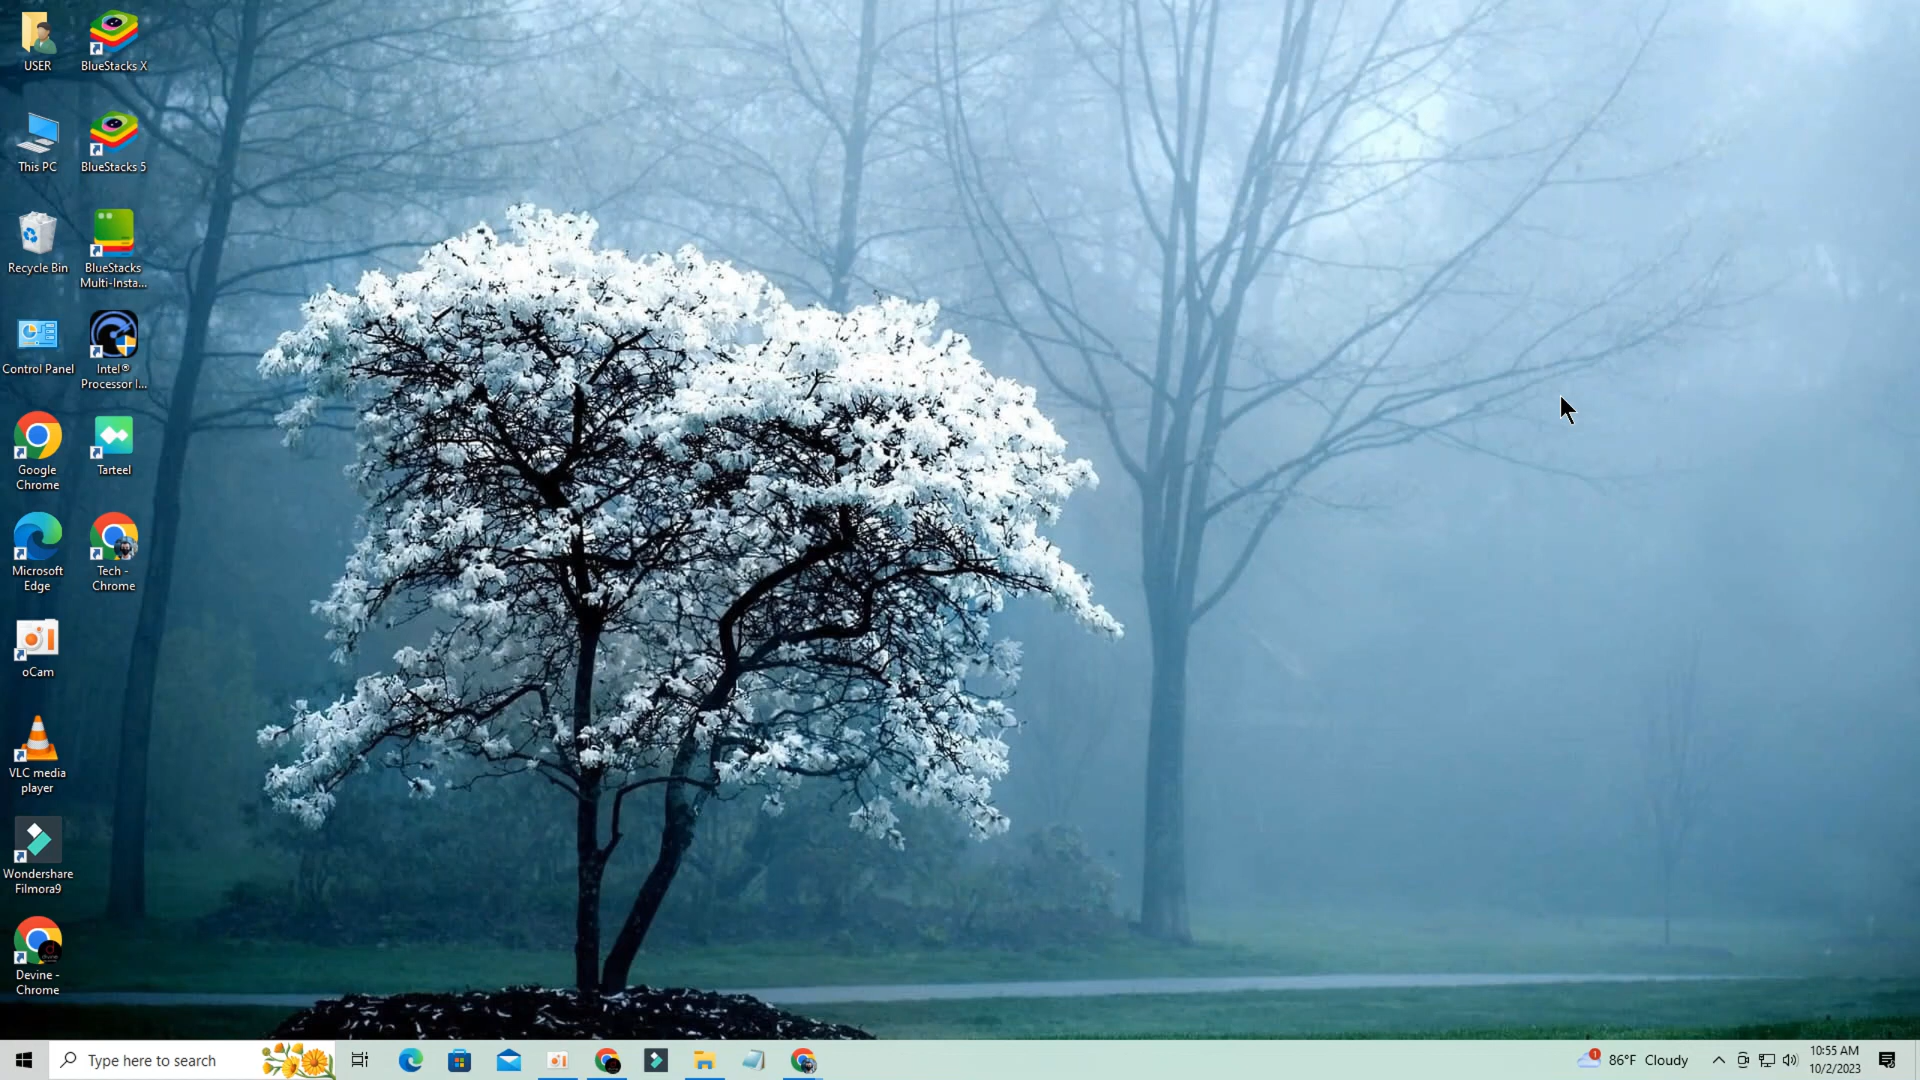 USER
BlueStacks X
This PC
BlueStacks 5
Recycle Bin
BlueStacks
Multi-Insta...
Control Panel
Intel®
Processor I...
Google
Chrome
Tarteel
Microsoft
Edge
Tech -
Chrome
oCam
VLC media
player
Wondershare
Filmora9
Devine -
Chrome
Type here to search
1
86°F Cloudy
10:55 AM
10/2/2023